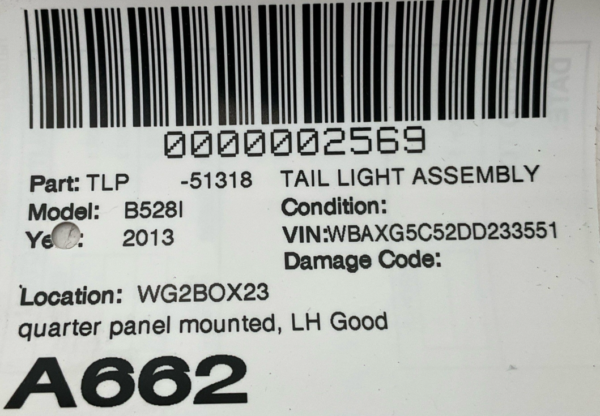 0000002569
Part: TLP -51318 TAIL LIGHT ASSEMBLY
Model: B528I Condition:
Ye : 2013 VIN:WBAXG5C52DD233551
Damage Code:
Location: WG2BOX23
quarter panel mounted, LH Good
A662